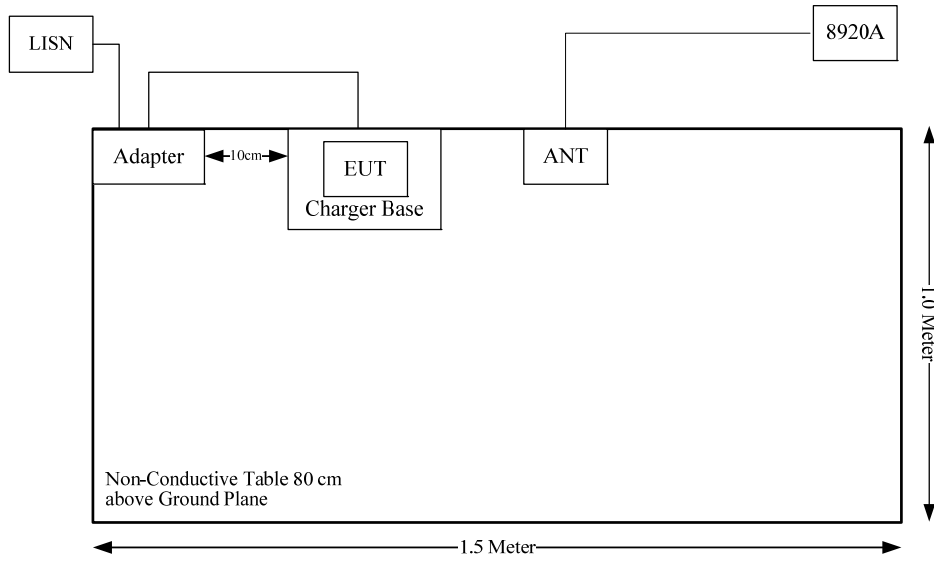 LISN
8920A
Adapter
10cm
EUT
Charger Base
ANT
1.0 Meter
Non-Conductive Table 80 cm
above Ground Plane
1.5 Meter